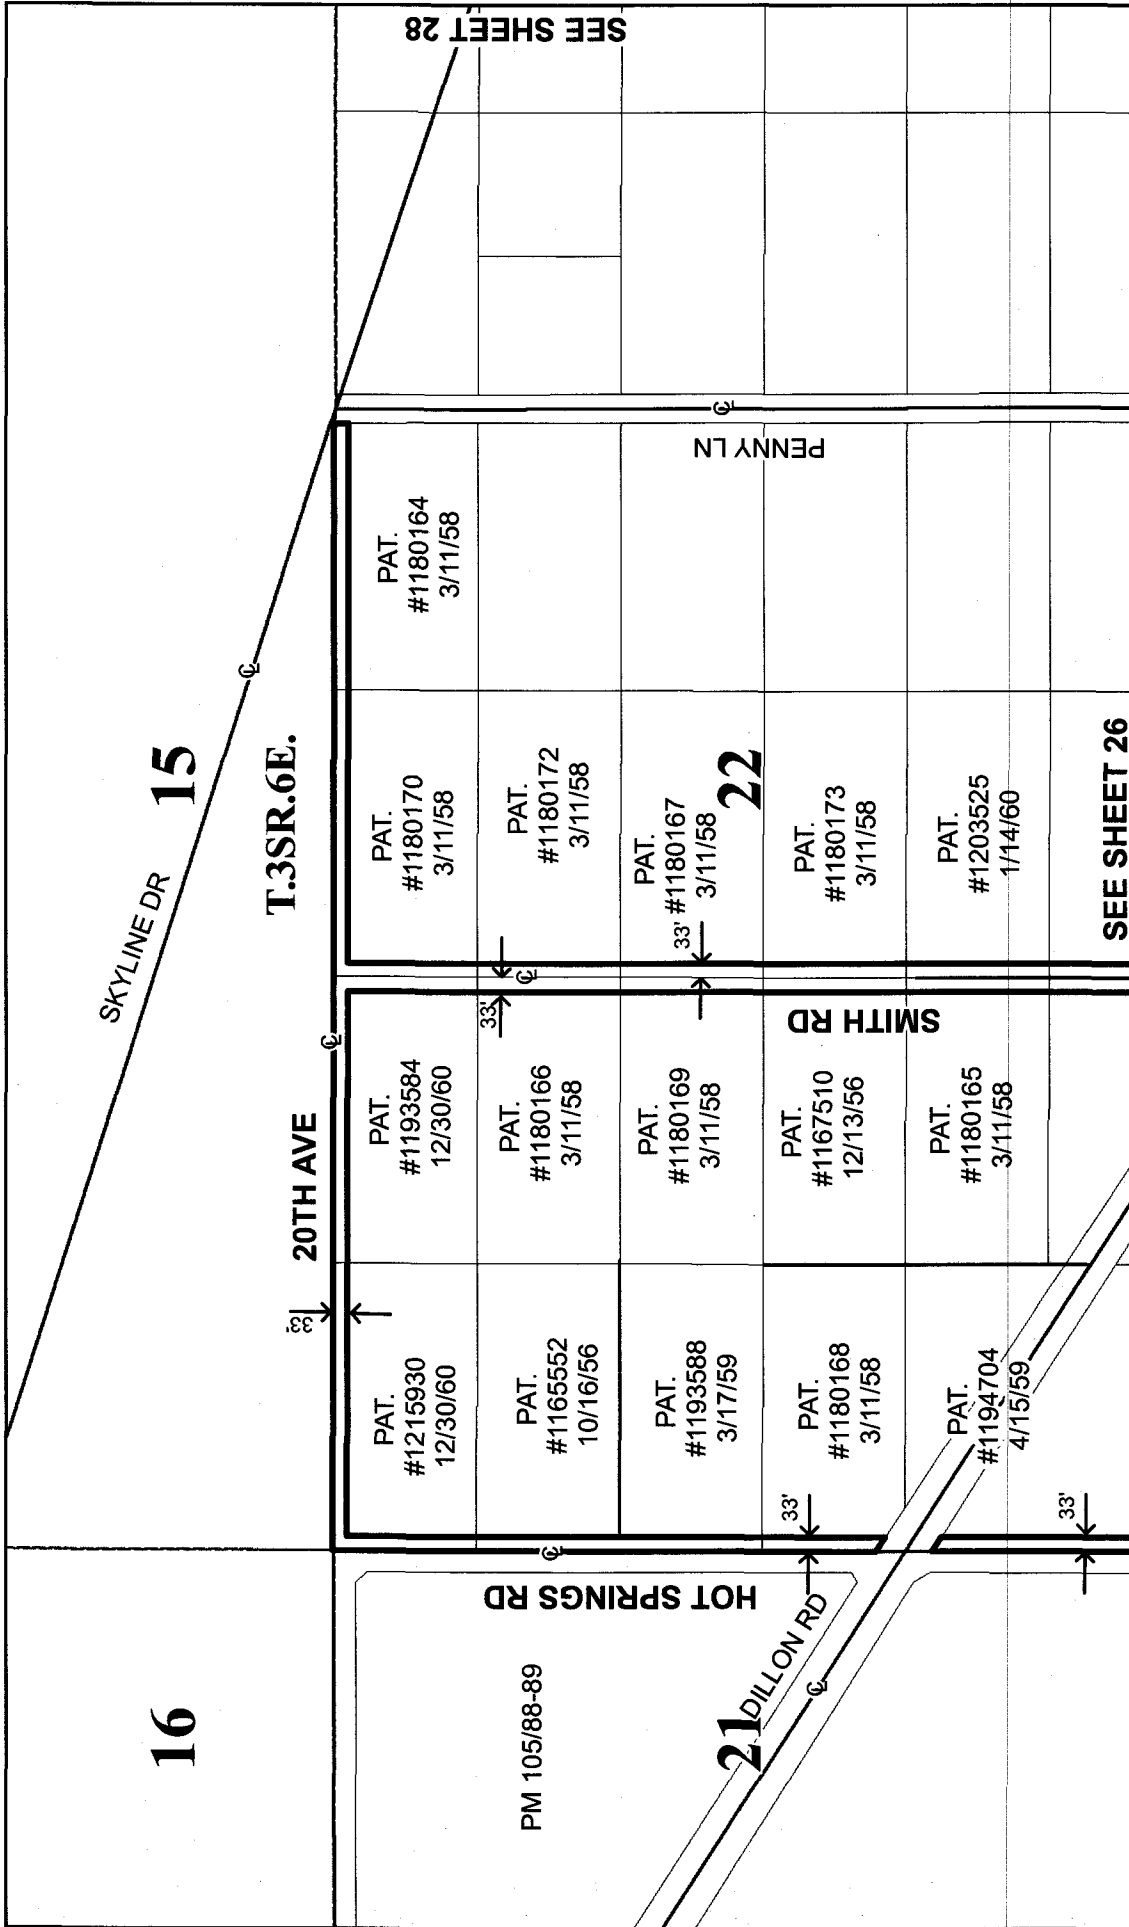 16
15
SKYLINE DR
T.3SR.6E.
20TH AVE
SEE SHEET 28
33'
PAT.
#1215930
12/30/60
PAT.
#1193584
12/30/60
PAT.
#1180170
3/11/58
PAT.
#1180164
3/11/58
PAT.
#1165552
10/16/56
PAT.
#1180166
3/11/58
PAT.
#1180172
3/11/58
33'
PAT.
#1193588
3/17/59
PAT.
#1180169
3/11/58
PAT.
#1180167
3/11/58
33'
22
PAT.
#1180168
3/11/58
PAT.
#1167510
12/13/56
PAT.
#1180173
3/11/58
33'
PAT.
#1194704
4/15/59
PAT.
#1180165
3/11/58
PAT.
#1203525
1/14/60
33'
HOT SPRINGS RD
SMITH RD
PENNY LN
PM 105/88-89
21
DILLON RD
SEE SHEET 26
℄
℄
℄
℄
℄
℄